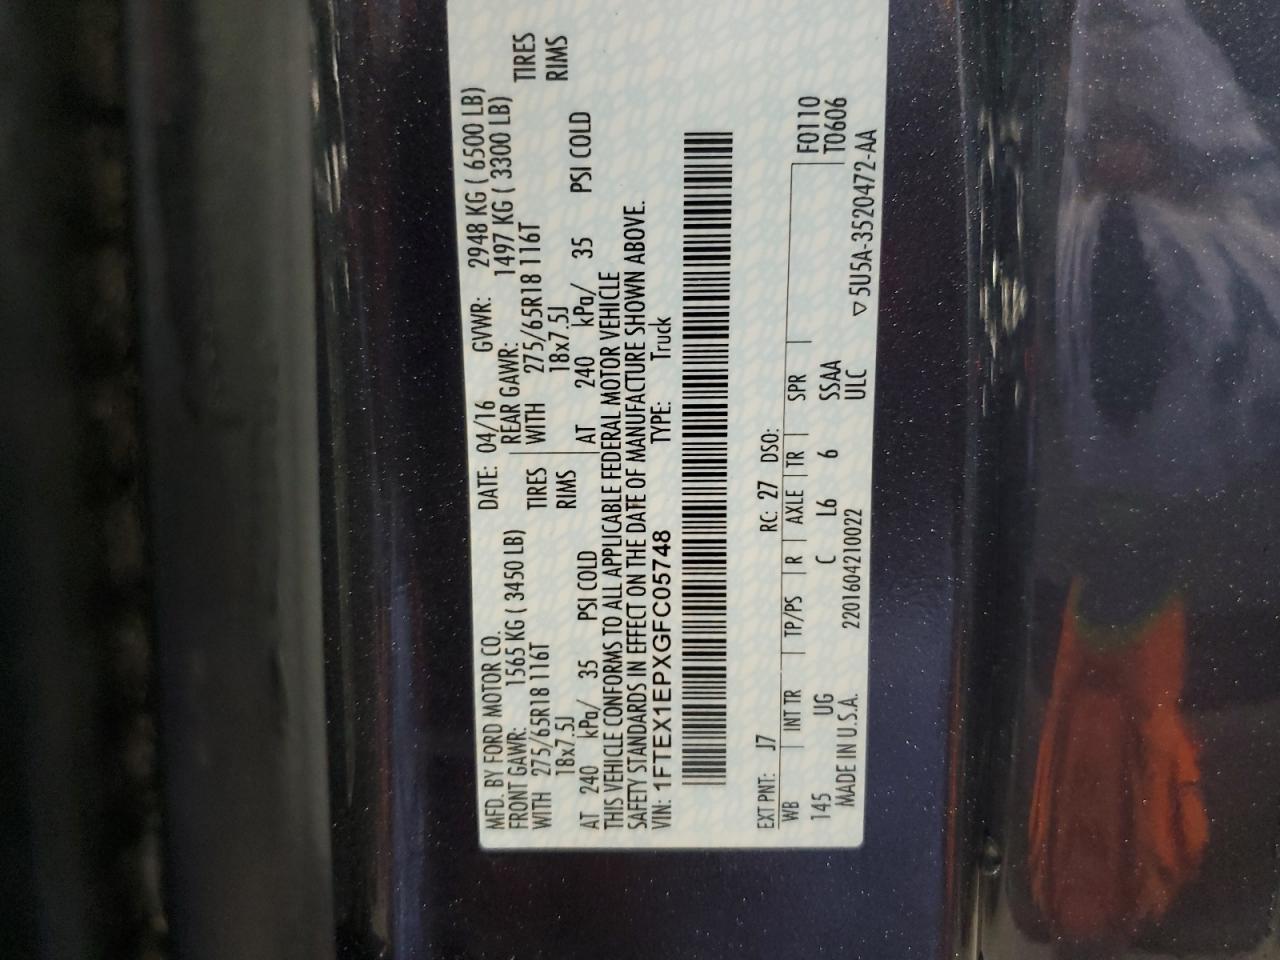 MFD. BY FORD MOTOR CO.
DATE: 04/16 GVWR: 2948 KG ( 6500 LB)
FRONT GAWR: 1565 KG ( 3450 LB) REAR GAWR: 1497 KG ( 3300 LB)
WITH 275/65R18 116T TIRES WITH 275/65R18 116T TIRES
18x7.5J RIMS 18x7.5J RIMS
AT 240 kPa/ 35 PSI COLD AT 240 kPa/ 35 PSI COLD
THIS VEHICLE CONFORMS TO ALL APPLICABLE FEDERAL MOTOR VEHICLE
SAFETY STANDARDS IN EFFECT ON THE DATE OF MANUFACTURE SHOWN ABOVE.
VIN: 1FTEX1EPXGFC05748 TYPE: Truck
EXT PNT: J7 RC: 27 DSO:
WB INT TR TP/PS R AXLE TR SPR F0110
145 UG C L6 6 SSAA T0606
MADE IN U.S.A. 2201604210022 ULC
▽5U5A-3520472-AA